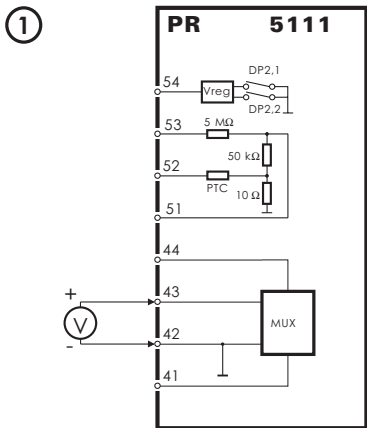 1
PR 5111
54
Vreg
DP2,1
DP2,2
53
5 MΩ
50 kΩ
52
PTC
10 Ω
51
44
+
43
V
MUX
42
-
41